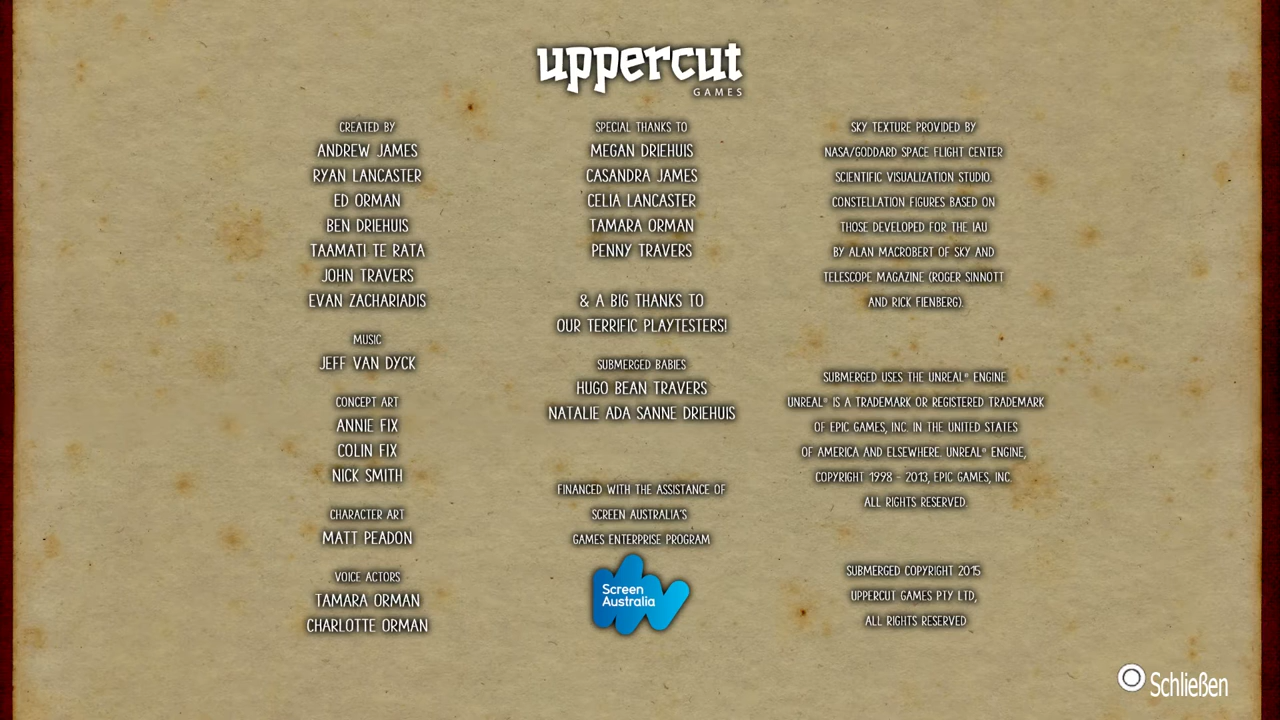 uppercut
GAMES
CREATED BY
ANDREW JAMES
RYAN LANCASTER
ED ORMAN
BEN DRIEHUIS
TAAMATI TE RATA
JOHN TRAVERS
EVAN ZACHARIADIS
MUSIC
JEFF VAN DYCK
CONCEPT ART
ANNIE FIX
COLIN FIX
NICK SMITH
CHARACTER ART
MATT PEADON
VOICE ACTORS
TAMARA ORMAN
CHARLOTTE ORMAN
SPECIAL THANKS TO
MEGAN DRIEHUIS
CASANDRA JAMES
CELIA LANCASTER
TAMARA ORMAN
PENNY TRAVERS
& A BIG THANKS TO
OUR TERRIFIC PLAYTESTERS!
SUBMERGED BABIES
HUGO BEAN TRAVERS
NATALIE ADA SANNE DRIEHUIS
FINANCED WITH THE ASSISTANCE OF
SCREEN AUSTRALIA'S
GAMES ENTERPRISE PROGRAM
Screen
Australia
SKY TEXTURE PROVIDED BY
NASA/GODDARD SPACE FLIGHT CENTER
SCIENTIFIC VISUALIZATION STUDIO.
CONSTELLATION FIGURES BASED ON
THOSE DEVELOPED FOR THE IAU
BY ALAN MACROBERT OF SKY AND
TELESCOPE MAGAZINE (ROGER SINNOTT
AND RICK FIENBERG).
SUBMERGED USES THE UNREAL® ENGINE.
UNREAL® IS A TRADEMARK OR REGISTERED TRADEMARK
OF EPIC GAMES, INC. IN THE UNITED STATES
OF AMERICA AND ELSEWHERE. UNREAL® ENGINE,
COPYRIGHT 1998 - 2013, EPIC GAMES, INC.
ALL RIGHTS RESERVED.
SUBMERGED COPYRIGHT 2015
UPPERCUT GAMES PTY LTD,
ALL RIGHTS RESERVED
Schließen